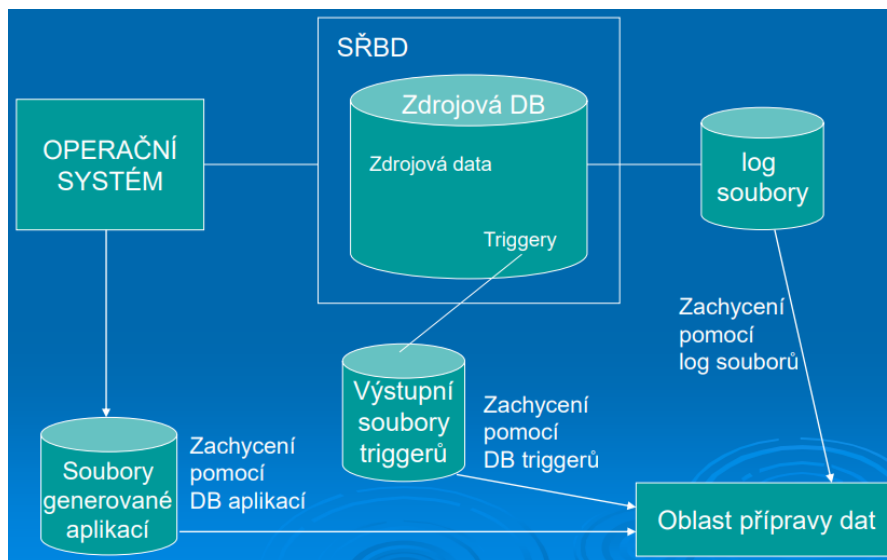 SŘBD
Zdrojová DB
OPERAČNÍ
SYSTÉM
Zdrojová data
log
soubory
Triggery
Zachycení
pomocí
log souborů
Výstupní
soubory
triggerů
Zachycení
pomocí
DB triggerů
Soubory
generované
aplikací
Zachycení
pomocí
DB aplikací
Oblast přípravy dat